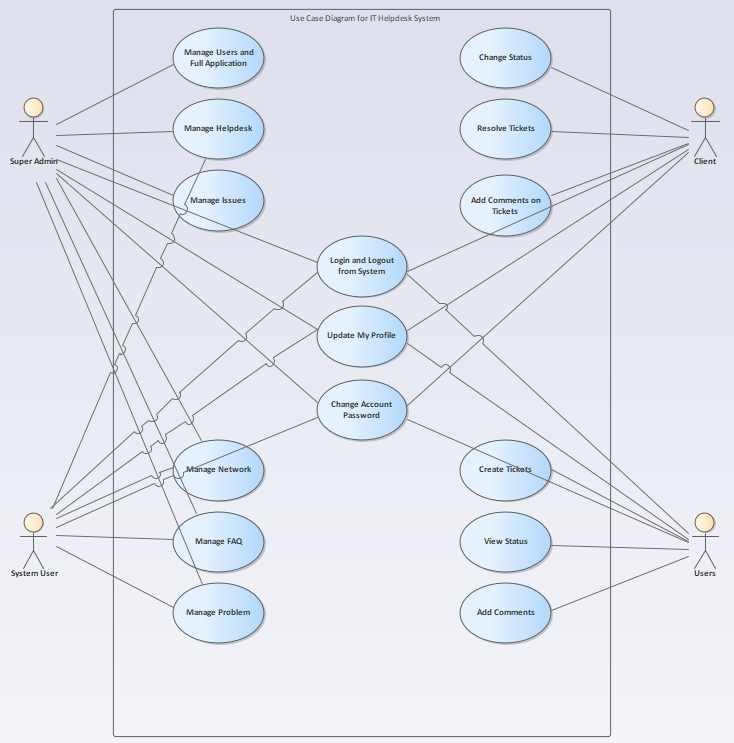 Use Case Diagram for IT Helpdesk System
Manage Users and
Full Application
Change Status
Manage Helpdesk
Resolve Tickets
Super Admin
Client
Manage Issues
Add Comments on
Tickets
Login and Logout
from System
Update My Profile
Change Account
Password
Manage Network
Create Tickets
Manage FAQ
View Status
System User
Users
Manage Problem
Add Comments